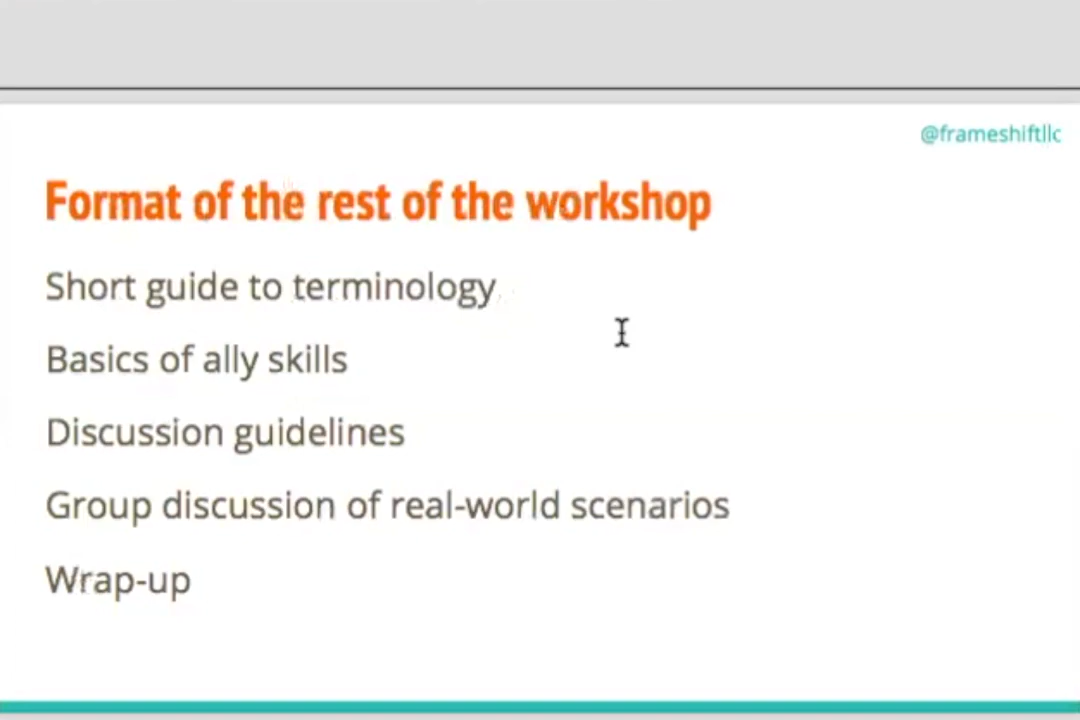 @frameshiftllc
Format of the rest of the workshop
Short guide to terminology
Basics of ally skills
Discussion guidelines
Group discussion of real-world scenarios
Wrap-up